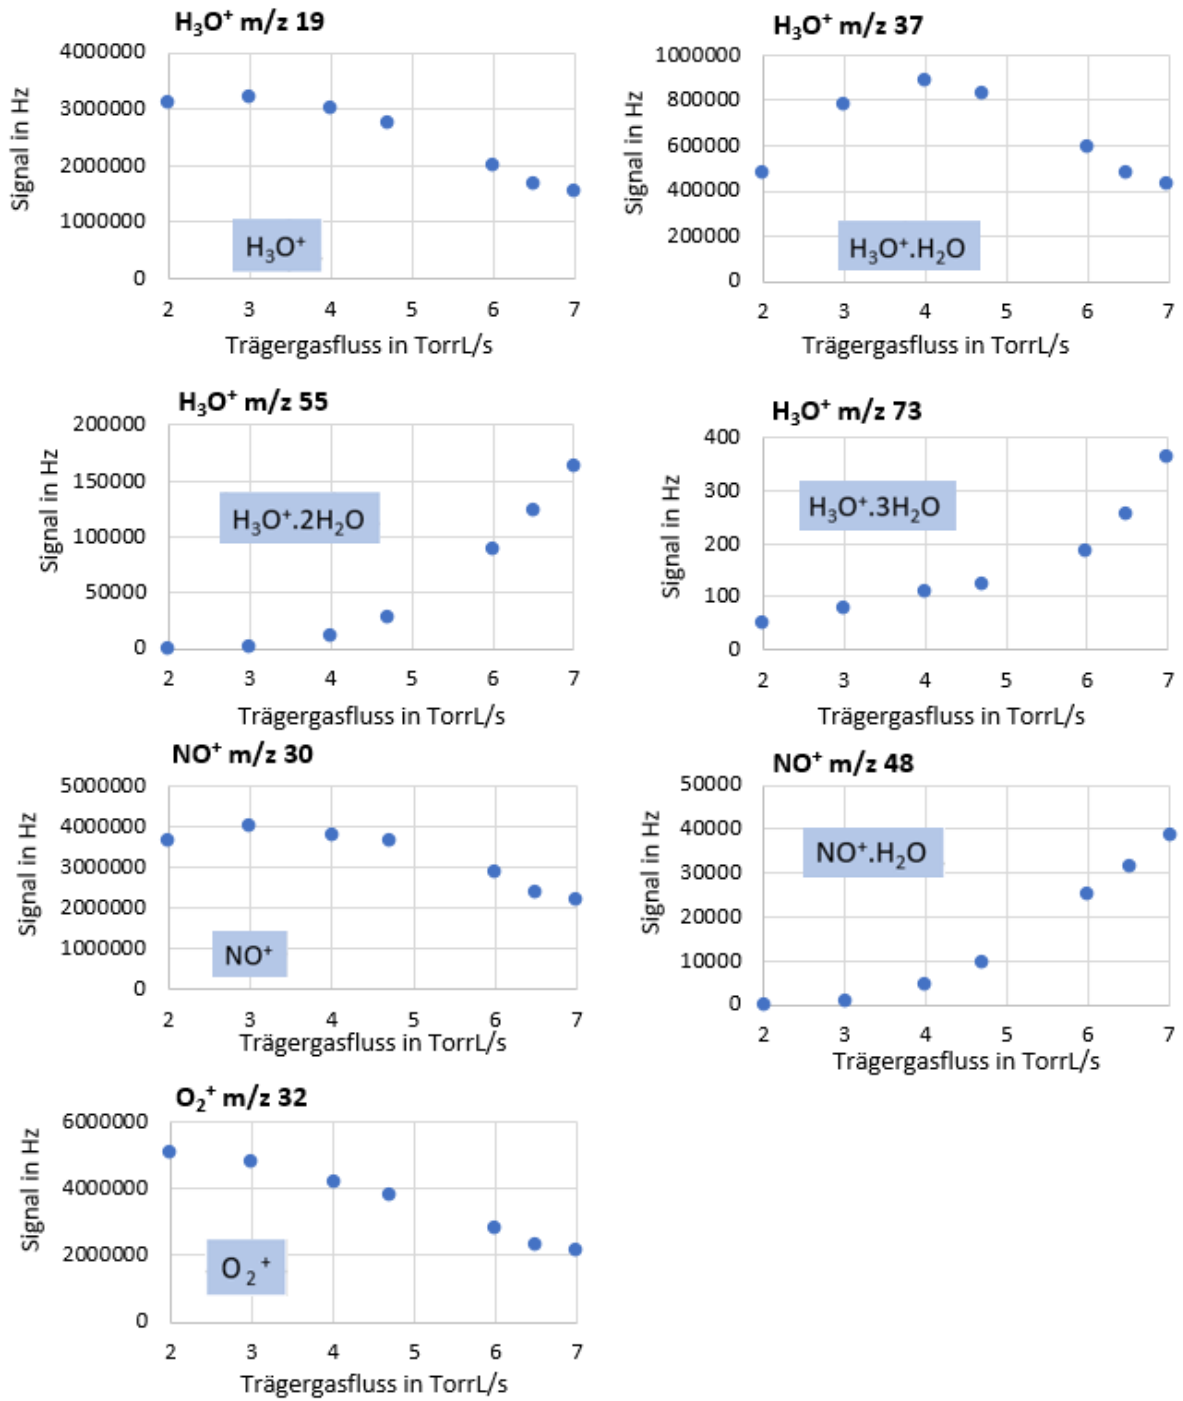 H₃O⁺ m/z 19
4000000
3000000
2000000
1000000
0
Signal in Hz
H₃O⁺
2 3 4 5 6 7
Trägergasfluss in TorrL/s
H₃O⁺ m/z 37
1000000
800000
600000
400000
200000
0
Signal in Hz
H₃O⁺.H₂O
2 3 4 5 6 7
Trägergasfluss in TorrL/s
H₃O⁺ m/z 55
200000
150000
100000
50000
0
Signal in Hz
H₃O⁺.2H₂O
2 3 4 5 6 7
Trägergasfluss in TorrL/s
H₃O⁺ m/z 73
400
300
200
100
0
Signal in Hz
H₃O⁺.3H₂O
2 3 4 5 6 7
Trägergasfluss in TorrL/s
NO⁺ m/z 30
5000000
4000000
3000000
2000000
1000000
0
Signal in Hz
NO⁺
2 3 4 5 6 7
Trägergasfluss in TorrL/s
NO⁺ m/z 48
50000
40000
30000
20000
10000
0
Signal in Hz
NO⁺.H₂O
2 3 4 5 6 7
Trägergasfluss in TorrL/s
O₂⁺ m/z 32
6000000
4000000
2000000
0
Signal in Hz
O₂⁺
2 3 4 5 6 7
Trägergasfluss in TorrL/s